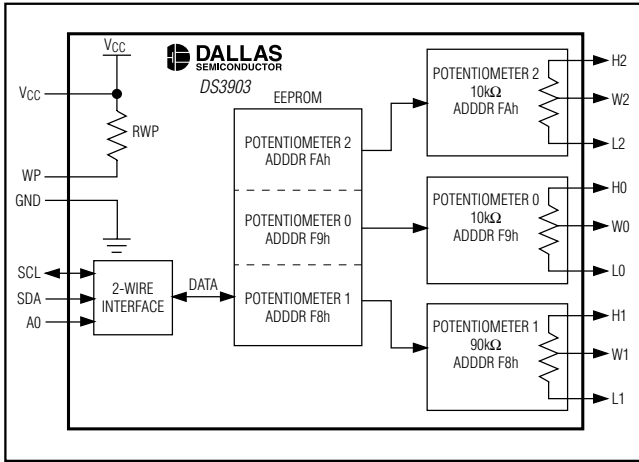 VCC
VCC
RWP
WP
GND
SCL
SDA
A0
2-WIRE
INTERFACE
DATA
DALLAS
SEMICONDUCTOR
DS3903
EEPROM
POTENTIOMETER 2
ADDDR FAh
POTENTIOMETER 0
ADDDR F9h
POTENTIOMETER 1
ADDDR F8h
POTENTIOMETER 2
10kΩ
ADDDR FAh
H2
W2
L2
POTENTIOMETER 0
10kΩ
ADDDR F9h
H0
W0
L0
POTENTIOMETER 1
90kΩ
ADDDR F8h
H1
W1
L1